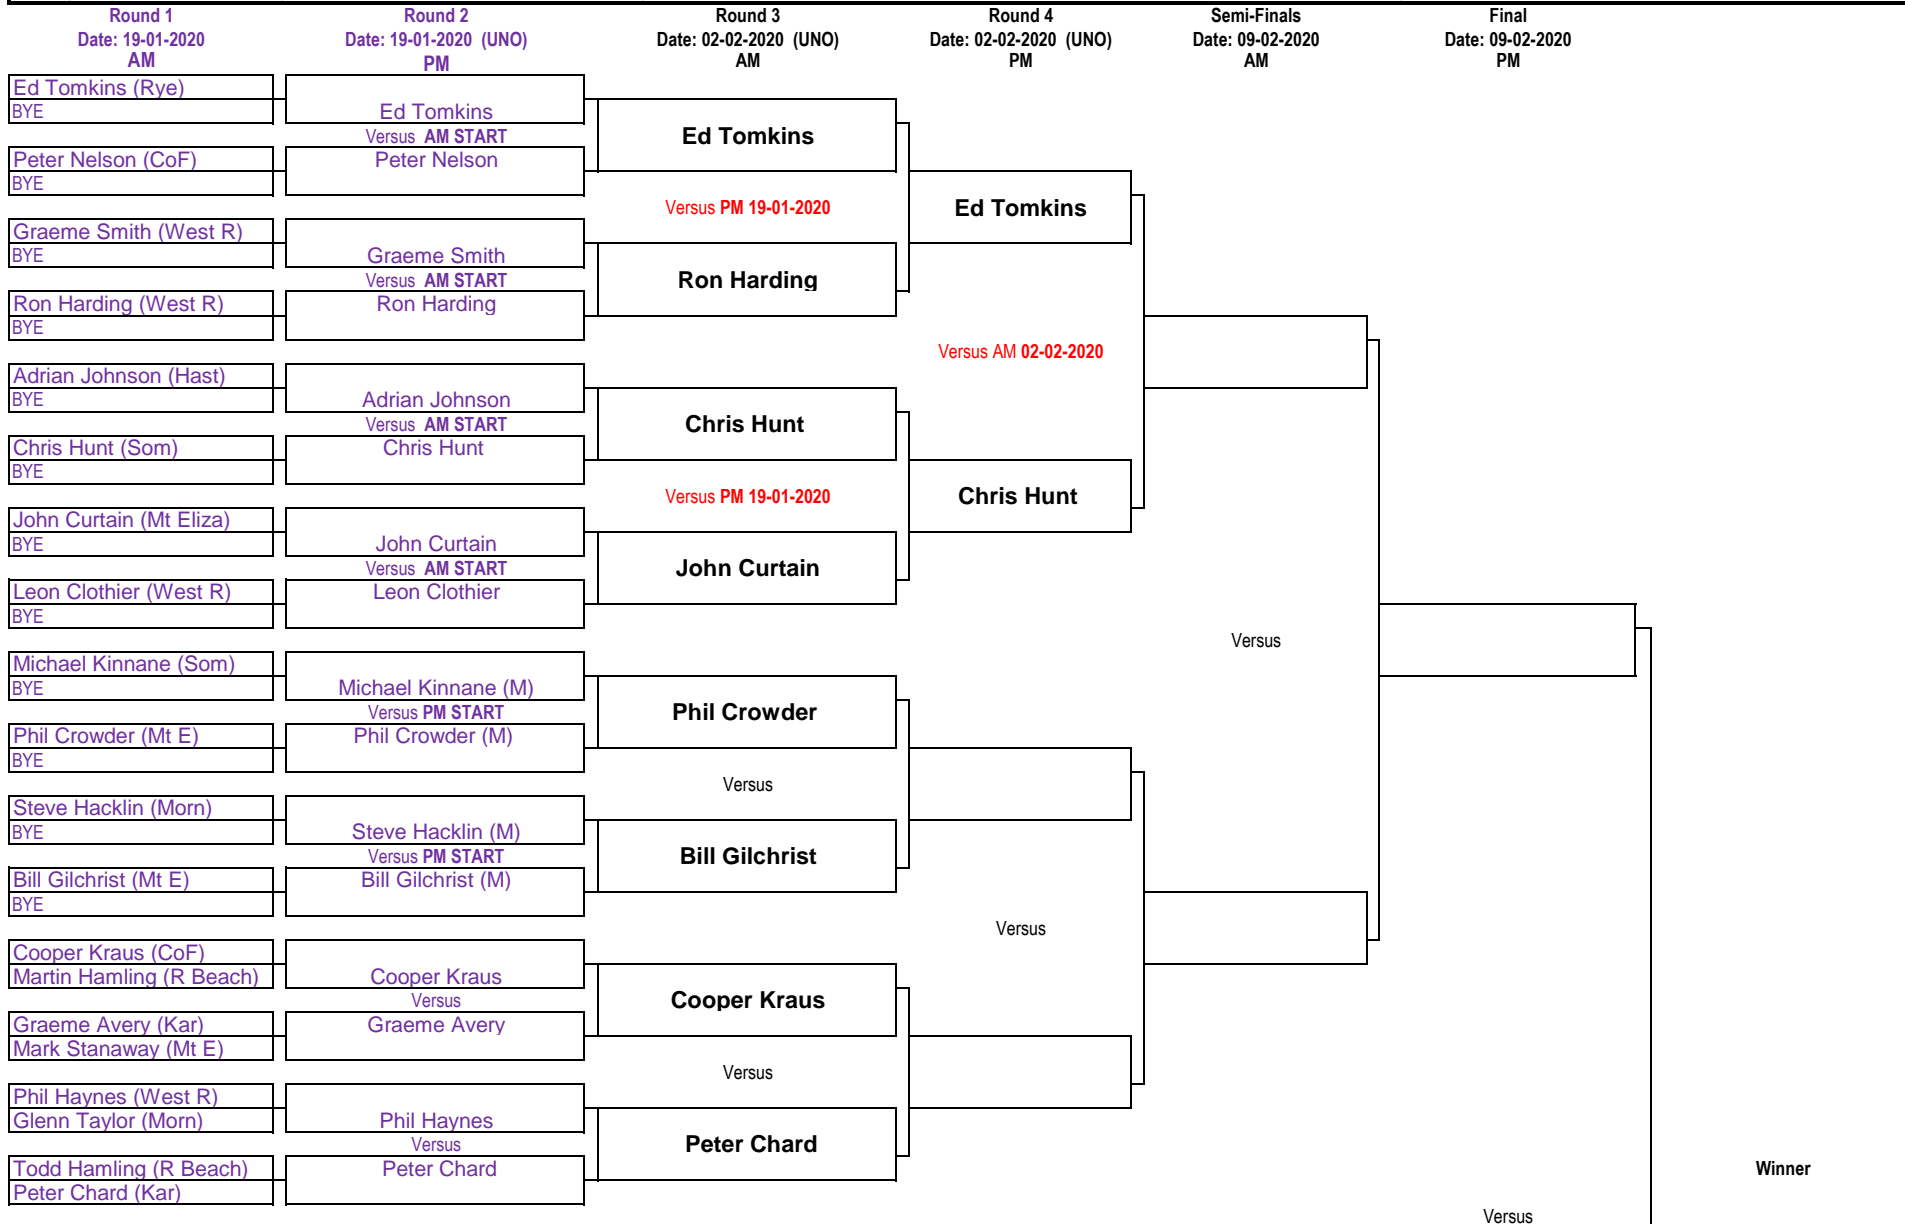 Round 1
Date: 19-01-2020
AM
Round 2
Date: 19-01-2020 (UNO)
PM
Round 3
Date: 02-02-2020 (UNO)
AM
Round 4
Date: 02-02-2020 (UNO)
PM
Semi-Finals
Date: 09-02-2020
AM
Final
Date: 09-02-2020
PM
Ed Tomkins (Rye)
BYE
Peter Nelson (CoF)
BYE
Graeme Smith (West R)
BYE
Ron Harding (West R)
BYE
Adrian Johnson (Hast)
BYE
Chris Hunt (Som)
BYE
John Curtain (Mt Eliza)
BYE
Leon Clothier (West R)
BYE
Michael Kinnane (Som)
BYE
Phil Crowder (Mt E)
BYE
Steve Hacklin (Morn)
BYE
Bill Gilchrist (Mt E)
BYE
Cooper Kraus (CoF)
Martin Hamling (R Beach)
Graeme Avery (Kar)
Mark Stanaway (Mt E)
Phil Haynes (West R)
Glenn Taylor (Morn)
Todd Hamling (R Beach)
Peter Chard (Kar)
Ed Tomkins
Versus AM START
Peter Nelson
Graeme Smith
Versus AM START
Ron Harding
Adrian Johnson
Versus AM START
Chris Hunt
John Curtain
Versus AM START
Leon Clothier
Michael Kinnane (M)
Versus PM START
Phil Crowder (M)
Steve Hacklin (M)
Versus PM START
Bill Gilchrist (M)
Cooper Kraus
Versus
Graeme Avery
Phil Haynes
Versus
Peter Chard
Ed Tomkins
Versus PM 19-01-2020
Ron Harding
Chris Hunt
Versus PM 19-01-2020
John Curtain
Phil Crowder
Versus
Bill Gilchrist
Cooper Kraus
Versus
Peter Chard
Ed Tomkins
Versus AM 02-02-2020
Chris Hunt
Versus
Versus
Versus
Winner